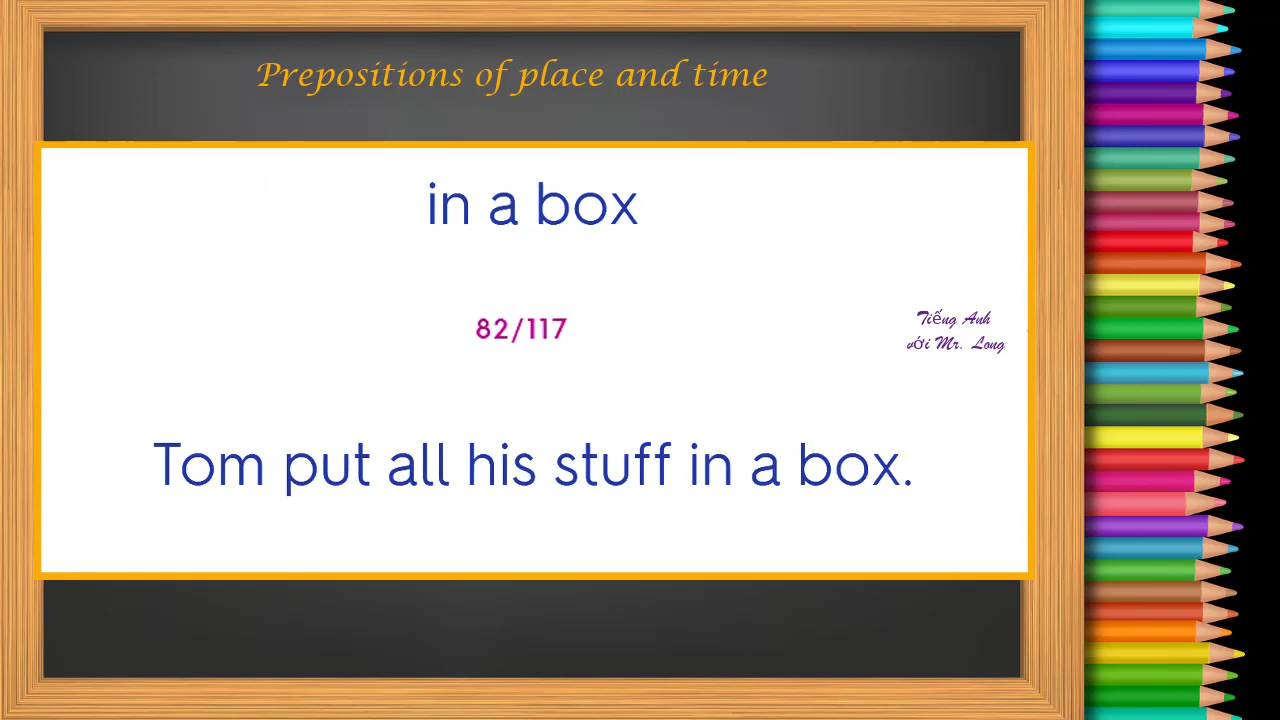 Prepositions of place and time
in a box
82/117
Tiếng Anh
với Mr. Long
Tom put all his stuff in a box.